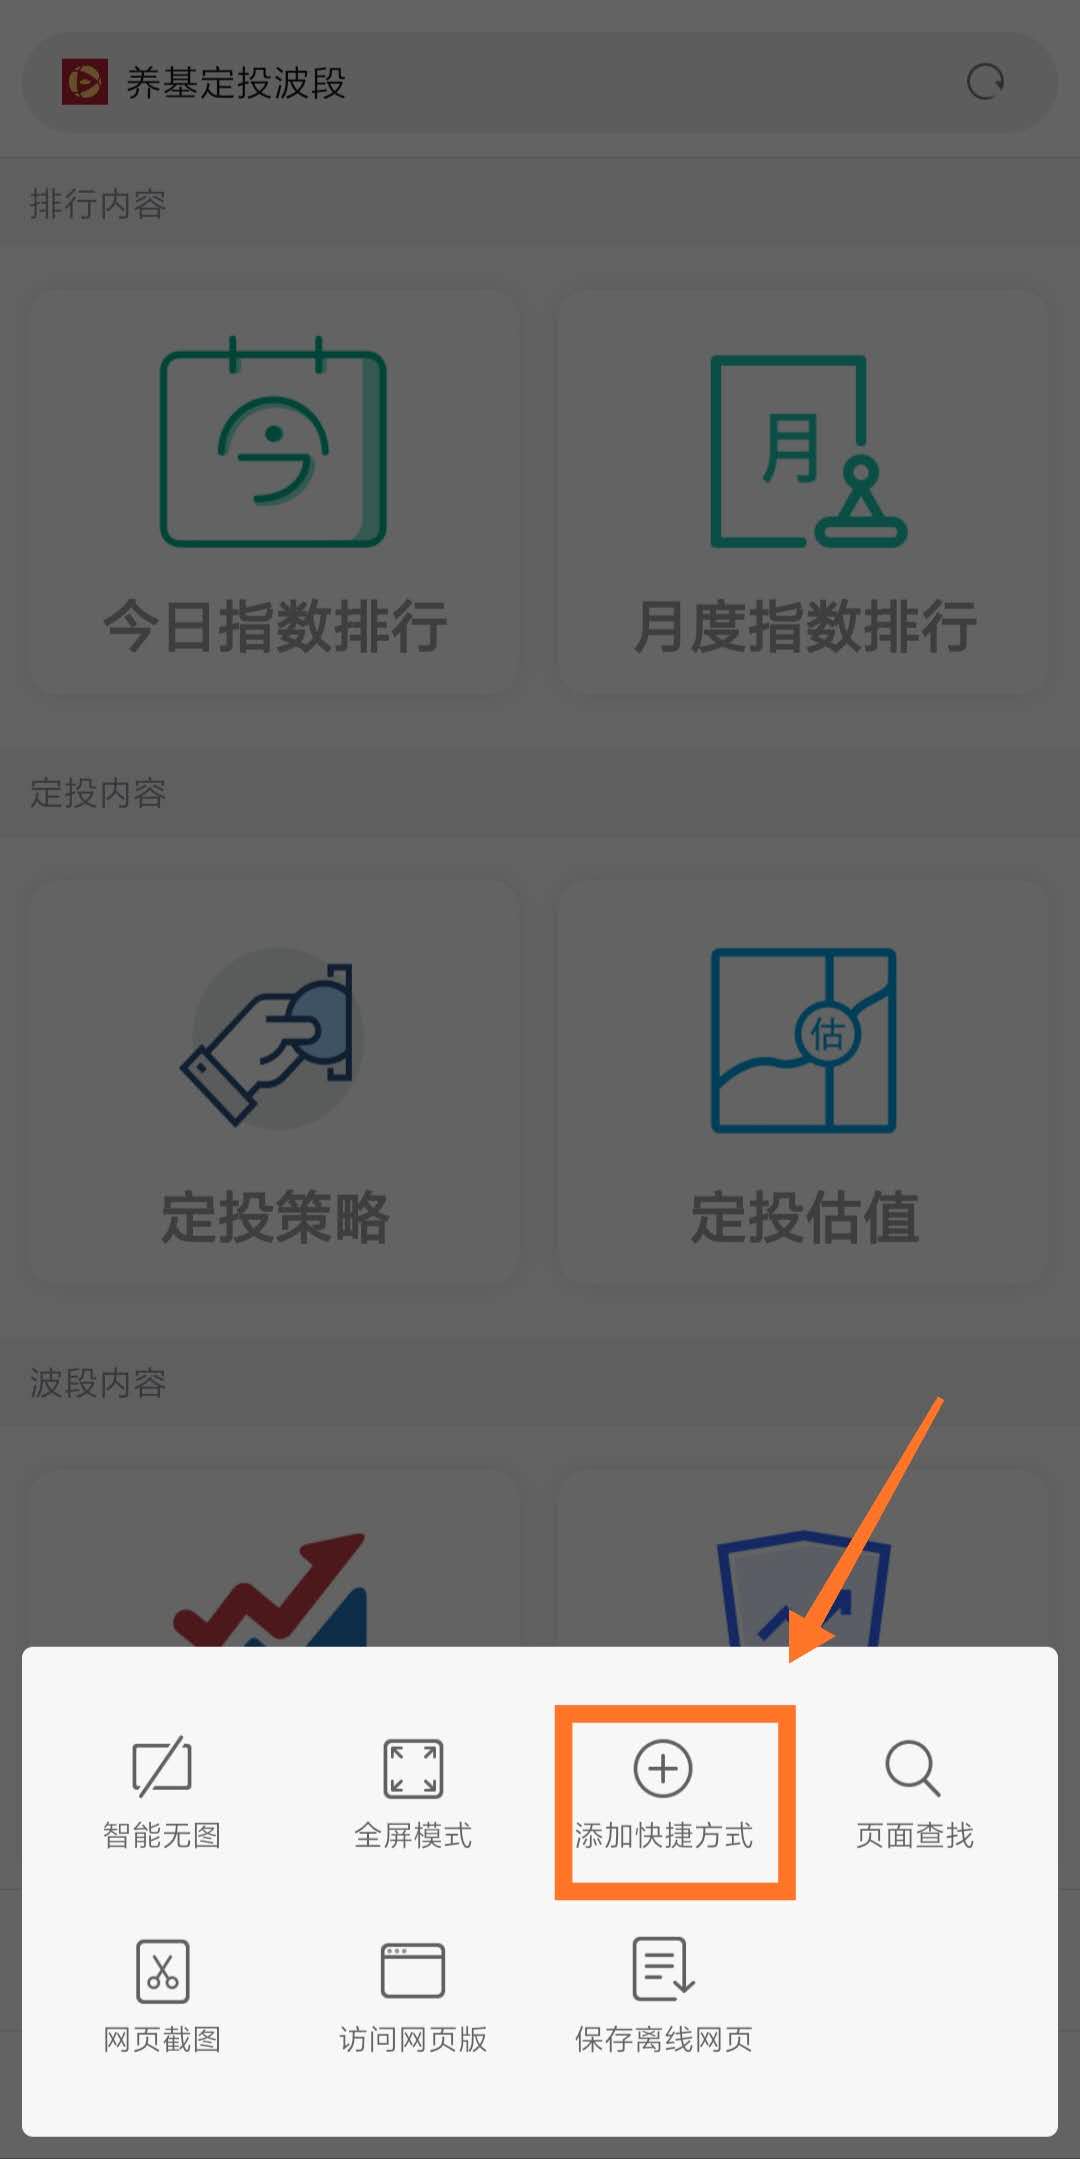 养基定投波段
排行内容
今
月
今日指数排行
月度指数排行
定投内容
估
定投策略
定投估值
波段内容
智能无图
全屏模式
添加快捷方式
页面查找
网页截图
访问网页版
保存离线网页